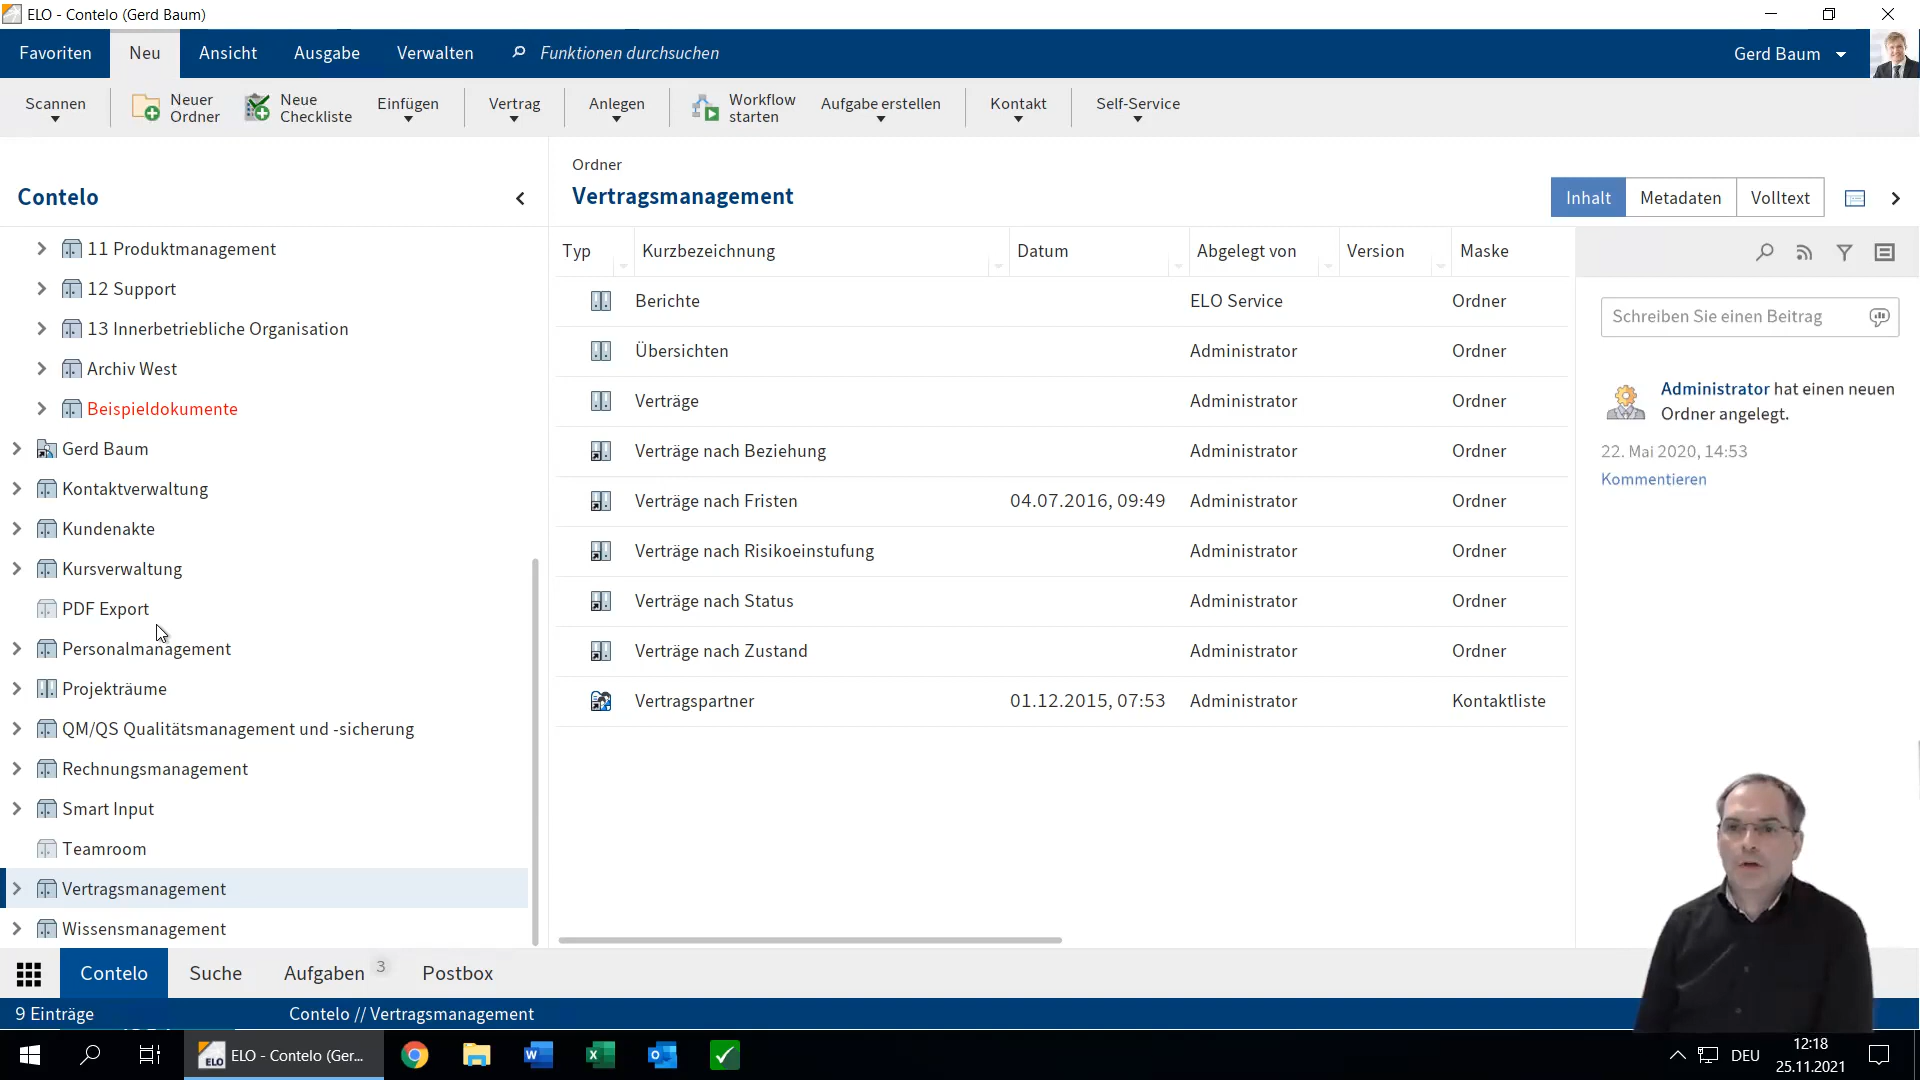 ELO - Contelo (Gerd Baum)
Favoriten Neu Ansicht Ausgabe Verwalten Funktionen durchsuchen Gerd Baum
Scannen Neuer Ordner Neue Checkliste Einfügen Vertrag Anlegen Workflow starten Aufgabe erstellen Kontakt Self-Service
Contelo
11 Produktmanagement
12 Support
13 Innerbetriebliche Organisation
Archiv West
Beispieldokumente
Gerd Baum
Kontaktverwaltung
Kundenakte
Kursverwaltung
PDF Export
Personalmanagement
Projekträume
QM/QS Qualitätsmanagement und -sicherung
Rechnungsmanagement
Smart Input
Teamroom
Vertragsmanagement
Wissensmanagement
Ordner
Vertragsmanagement
Inhalt Metadaten Volltext
Typ Kurzbezeichnung Datum Abgelegt von Version Maske
Berichte ELO Service Ordner
Übersichten Administrator Ordner
Verträge Administrator Ordner
Verträge nach Beziehung Administrator Ordner
Verträge nach Fristen 04.07.2016, 09:49 Administrator Ordner
Verträge nach Risikoeinstufung Administrator Ordner
Verträge nach Status Administrator Ordner
Verträge nach Zustand Administrator Ordner
Vertragspartner 01.12.2015, 07:53 Administrator Kontaktliste
Schreiben Sie einen Beitrag
Administrator hat einen neuen
Ordner angelegt.
22. Mai 2020, 14:53
Kommentieren
Contelo Suche Aufgaben 3 Postbox
9 Einträge Contelo // Vertragsmanagement
ELO ELO - Contelo (Ger... DEU 12:18
25.11.2021